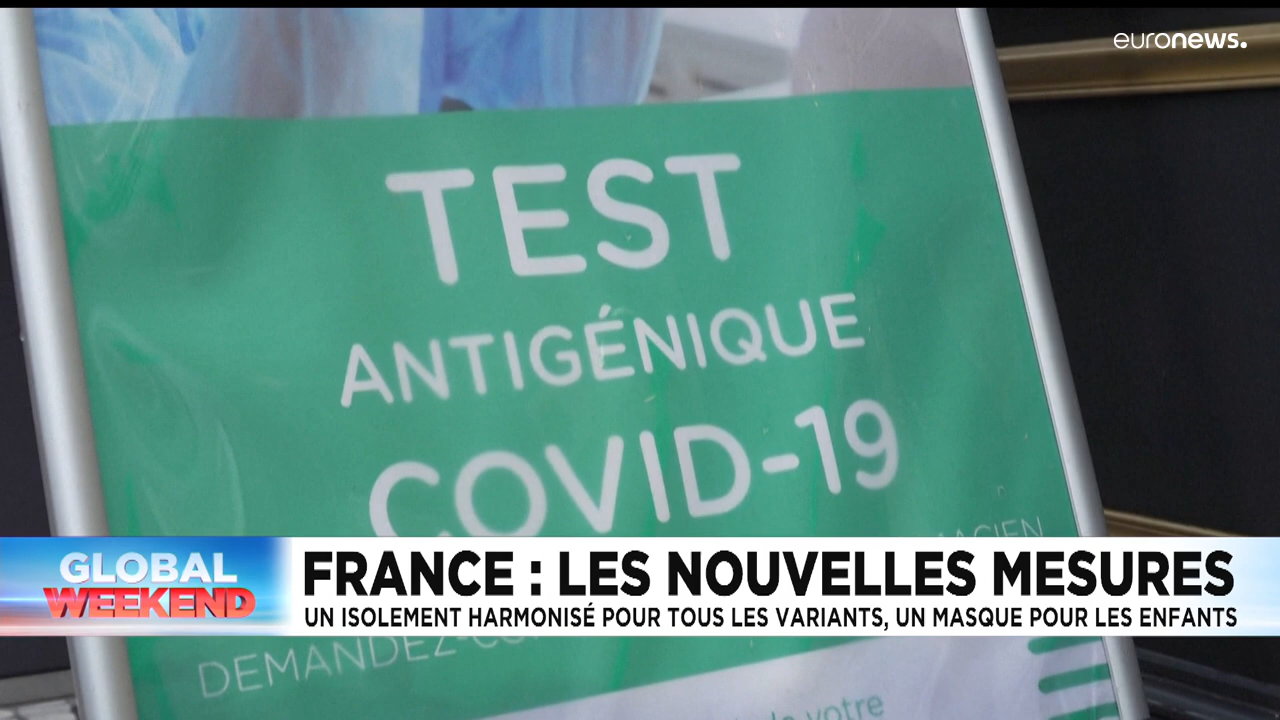 euronews.
TEST
ANTIGÉNIQUE
COVID-19
GLOBAL
WEEKEND
FRANCE : LES NOUVELLES MESURES
UN ISOLEMENT HARMONISÉ POUR TOUS LES VARIANTS, UN MASQUE POUR LES ENFANTS
votre